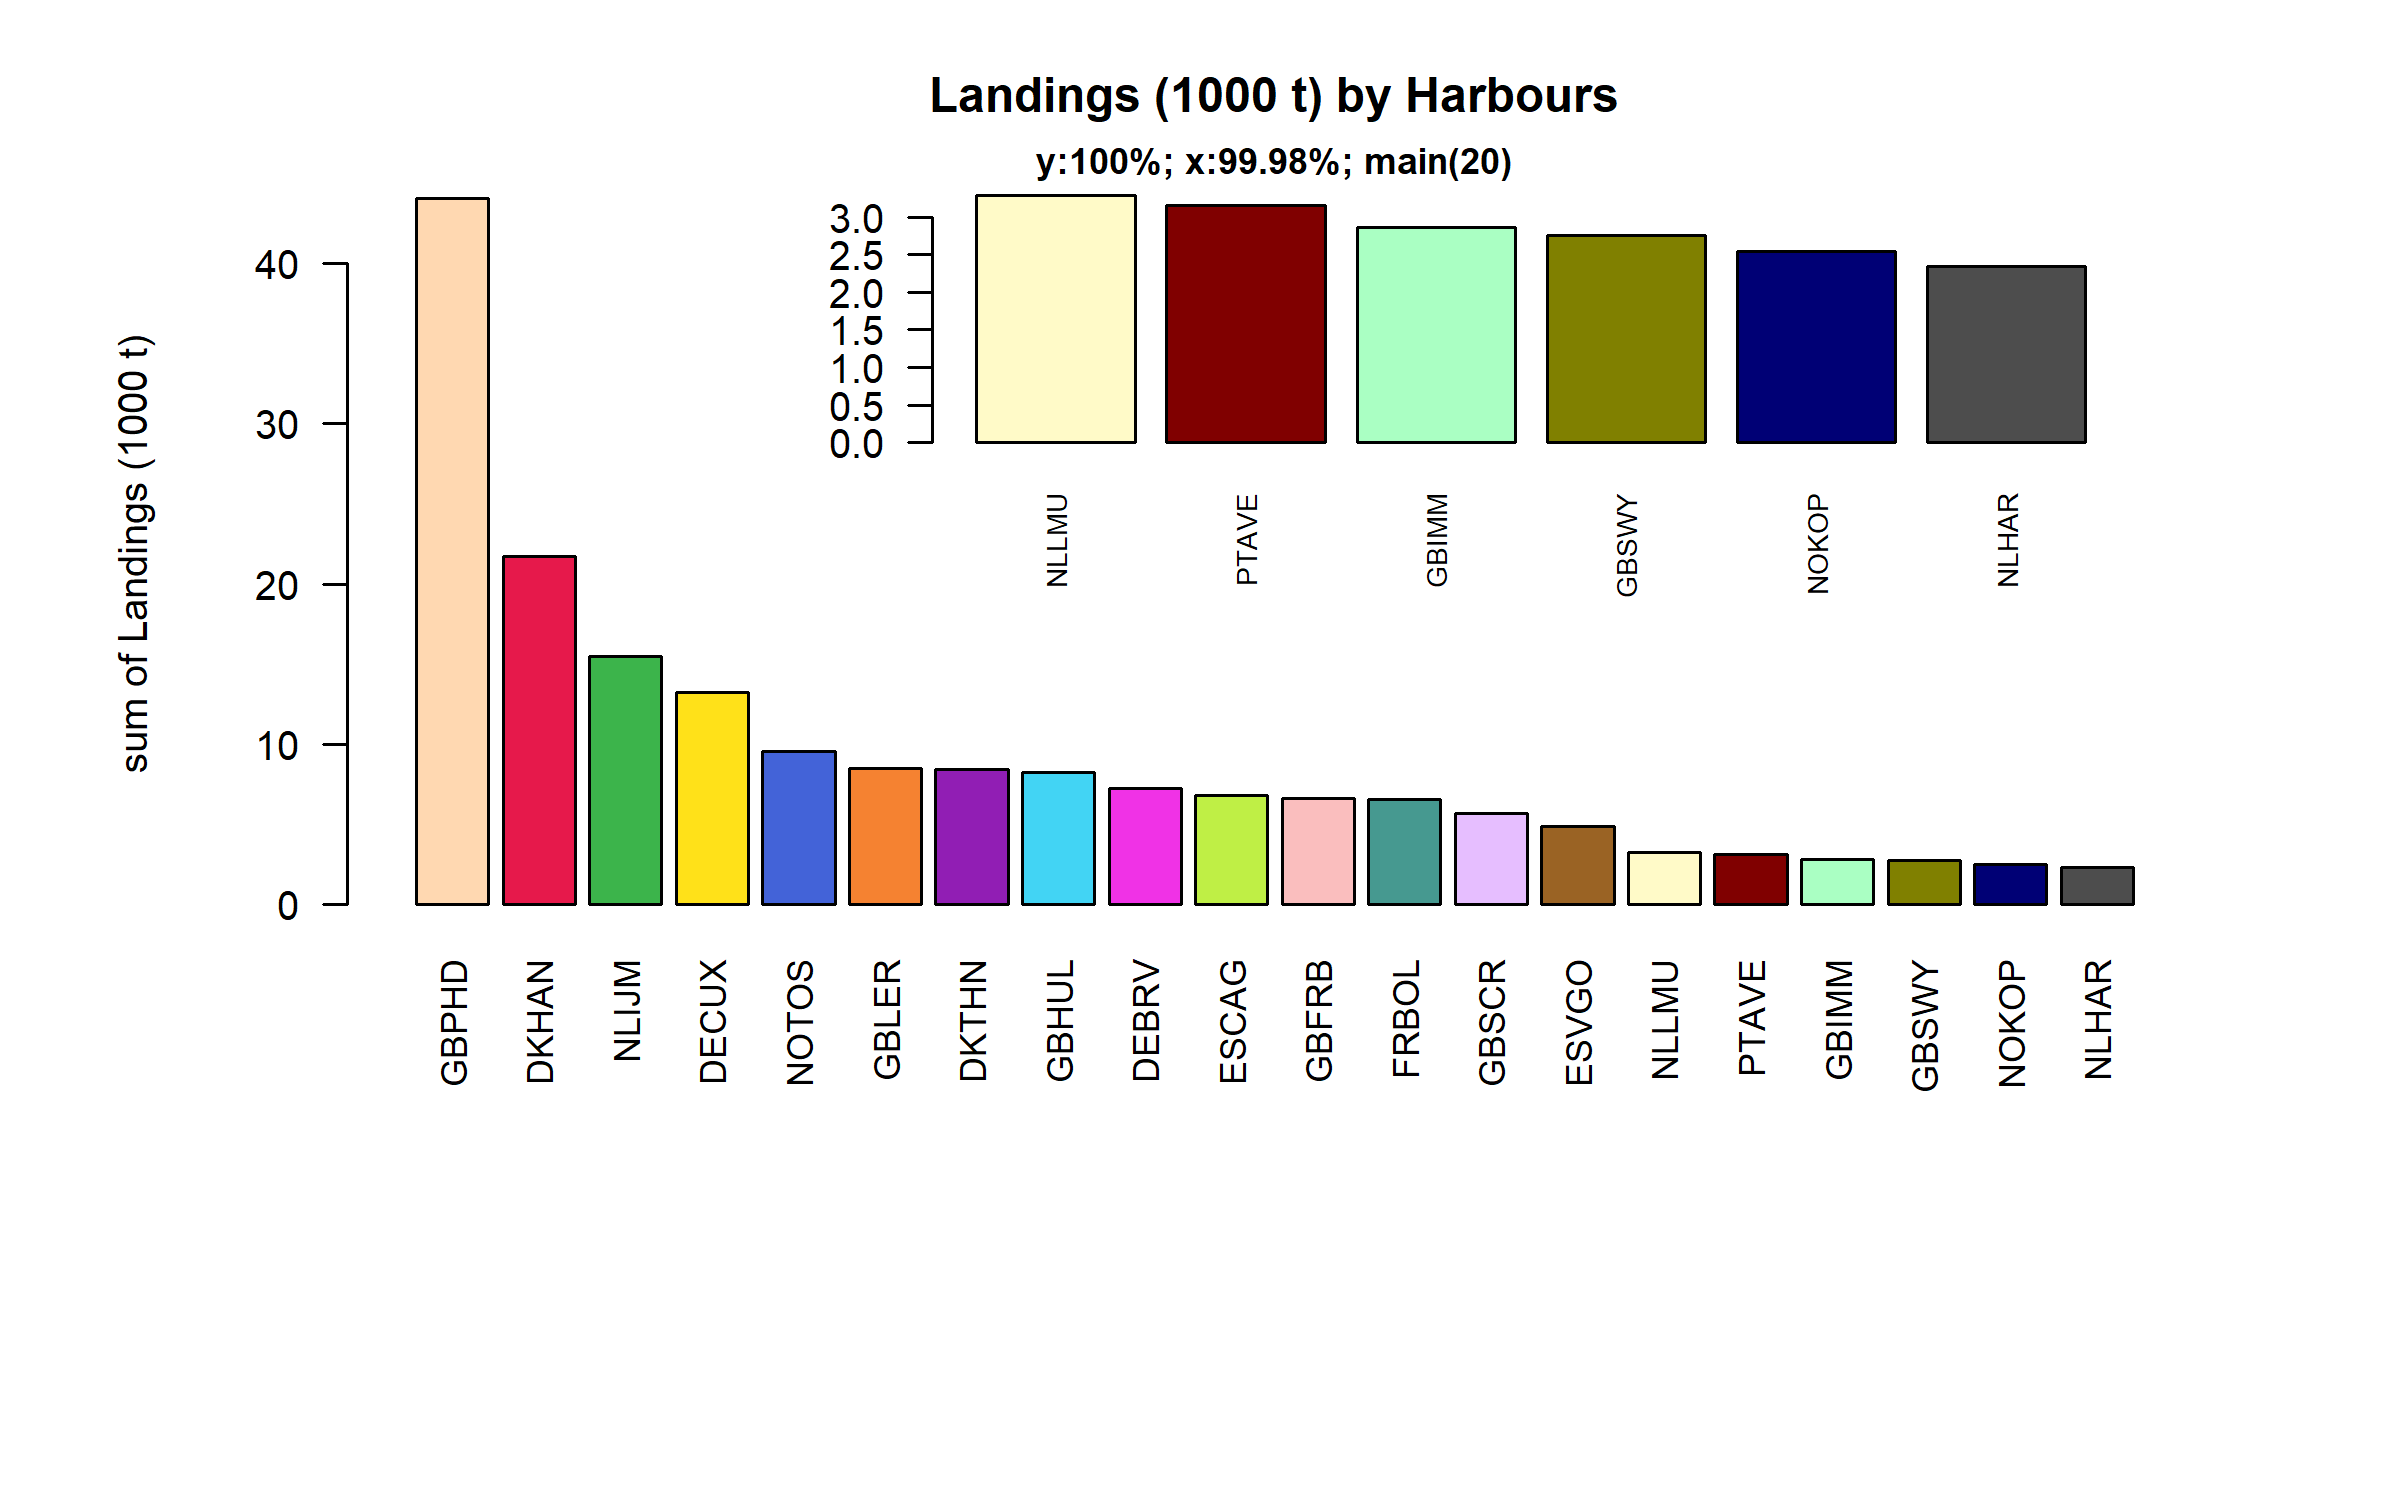 Landings (1000 t) by Harbours
y:100%; x:99.98%; main(20)
sum of Landings (1000 t)
40
30
20
10
0
3.0
2.5
2.0
1.5
1.0
0.5
0.0
NLLMU
PTAVE
GBIMM
GBSWY
NOKOP
NLHAR
GBPHD
DKHAN
NLIJM
DECUX
NOTOS
GBLER
DKTHN
GBHUL
DEBRV
ESCAG
GBFRB
FRBOL
GBSCR
ESVGO
NLLMU
PTAVE
GBIMM
GBSWY
NOKOP
NLHAR